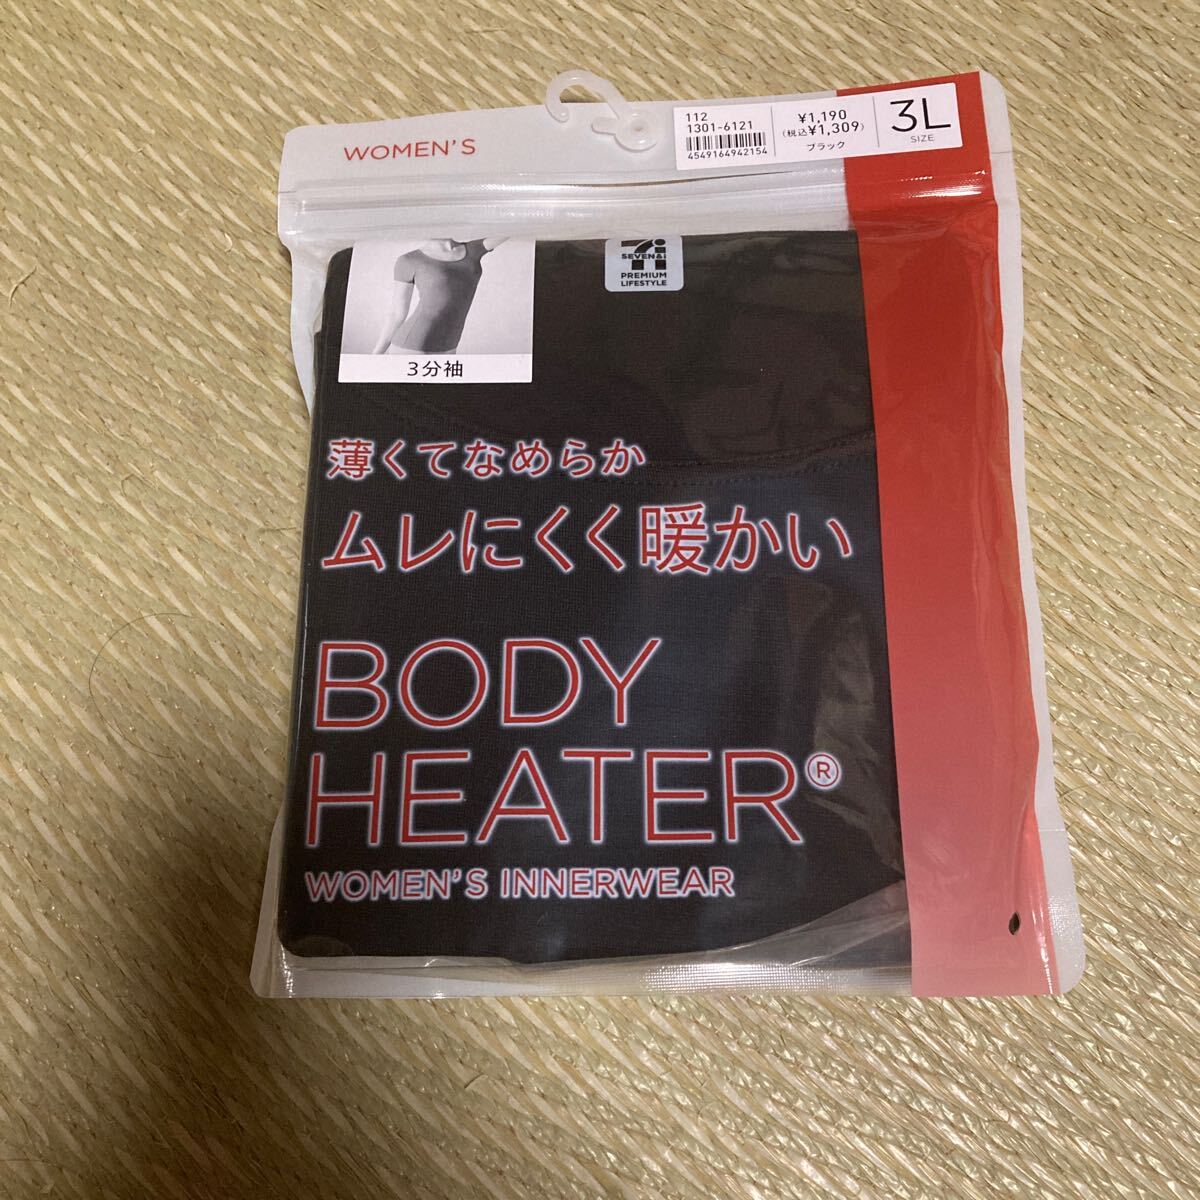 WOMEN'S
112
1301-6121
4549164942154
¥1,190
(税込¥1,309)
ブラック
3L
SIZE
SEVEN&i
PREMIUM
LIFESTYLE
3分袖
薄くてなめらか
ムレにくく暖かい
BODY
HEATER®
WOMEN'S INNERWEAR